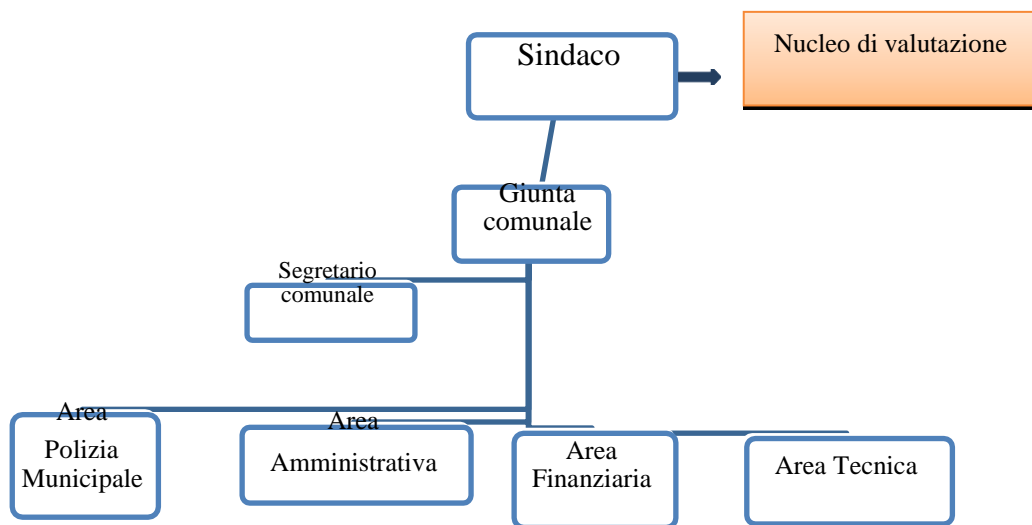 Sindaco
Nucleo di valutazione
Giunta
comunale
Segretario
comunale
Area
Polizia
Municipale
Area
Amministrativa
Area
Finanziaria
Area Tecnica